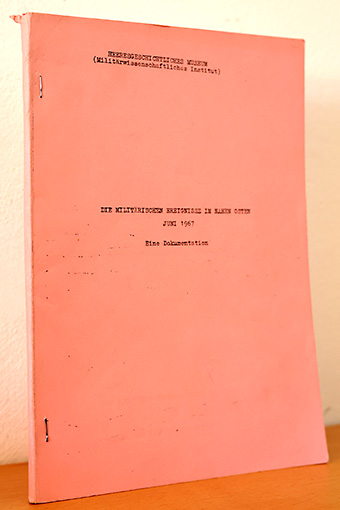 HEERESGESCHICHTLICHES MUSEUM
(Militärwissenschaftliches Institut)
DIE MILITÄRISCHEN EREIGNISSE IM NAHEN OSTEN
JUNI 1967
Eine Dokumentation